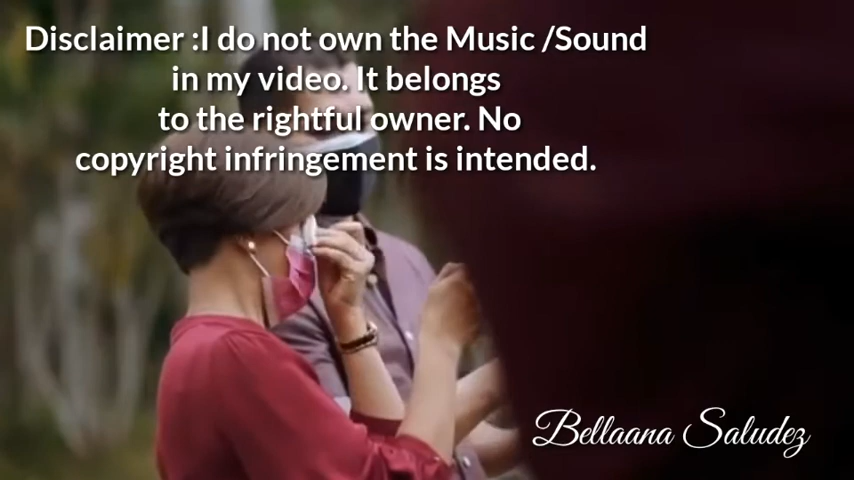 Disclaimer :I do not own the Music /Sound
in my video. It belongs
to the rightful owner. No
copyright infringement is intended.
Bellaana Saludez